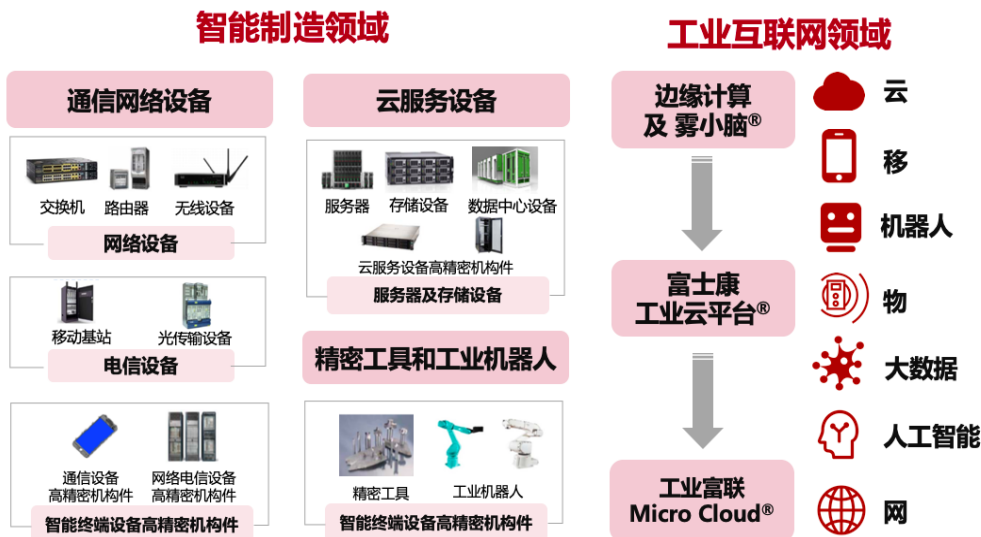 智能制造领域
工业互联网领域
通信网络设备
交换机
路由器
无线设备
网络设备
移动基站
光传输设备
电信设备
通信设备
高精密机构件
网络电信设备
高精密机构件
智能终端设备高精密机构件
云服务设备
服务器
存储设备
数据中心设备
云服务设备高精密机构件
服务器及存储设备
精密工具和工业机器人
精密工具
工业机器人
智能终端设备高精密机构件
边缘计算
及 雾小脑®
富士康
工业云平台®
工业富联
Micro Cloud®
云
移
机器人
物
大数据
人工智能
网